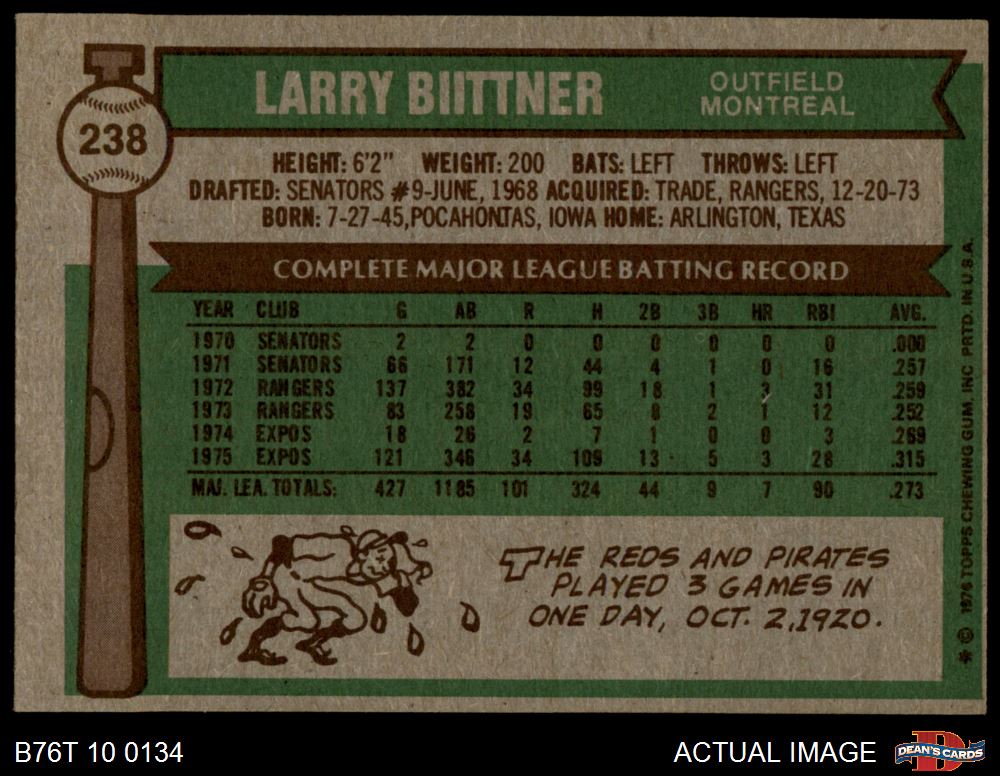 238
LARRY BIITTNER
OUTFIELD
MONTREAL
HEIGHT: 6'2" WEIGHT: 200 BATS: LEFT THROWS: LEFT
DRAFTED: SENATORS #9-JUNE, 1968 ACQUIRED: TRADE, RANGERS, 12-20-73
BORN: 7-27-45, POCAHONTAS, IOWA HOME: ARLINGTON, TEXAS
COMPLETE MAJOR LEAGUE BATTING RECORD
YEAR CLUB G AB R H 2B 3B HR RBI AVG.
1970 SENATORS 2 2 0 0 0 0 0 0 .000
1971 SENATORS 66 171 12 44 4 1 0 16 .257
1972 RANGERS 137 382 34 99 18 1 3 31 .259
1973 RANGERS 83 258 19 65 8 2 1 12 .252
1974 EXPOS 18 26 2 7 1 0 0 3 .269
1975 EXPOS 121 346 34 109 13 5 3 28 .315
MAJ. LEA. TOTALS: 427 1185 101 324 44 9 7 90 .273
THE REDS AND PIRATES
PLAYED 3 GAMES IN
ONE DAY, OCT. 2, 1920.
* © 1976 TOPPS CHEWING GUM, INC PRTD. IN U.S.A.
B76T 10 0134
ACTUAL IMAGE
DEAN'S CARDS